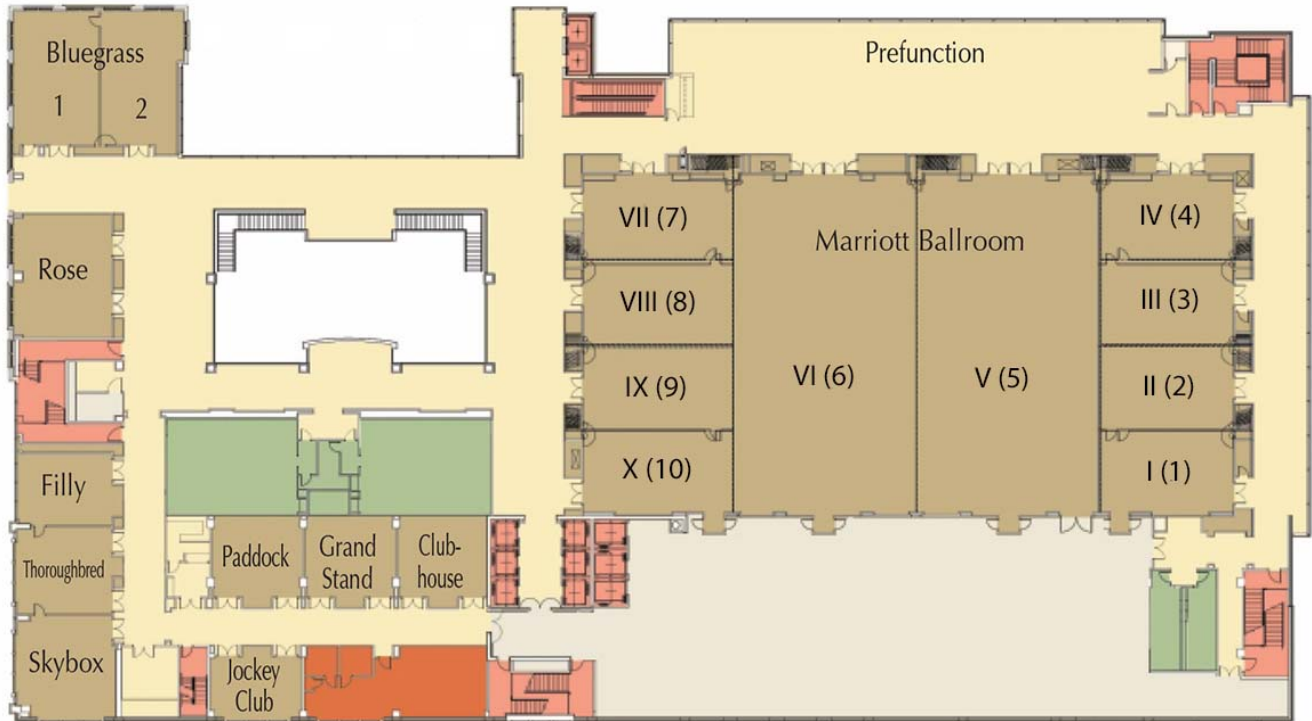 Bluegrass
1
2
Prefunction
Rose
VII (7)
Marriott Ballroom
IV (4)
VIII (8)
III (3)
IX (9)
VI (6)
V (5)
II (2)
X (10)
I (1)
Filly
Thoroughbred
Paddock
Grand
Stand
Club-
house
Skybox
Jockey
Club